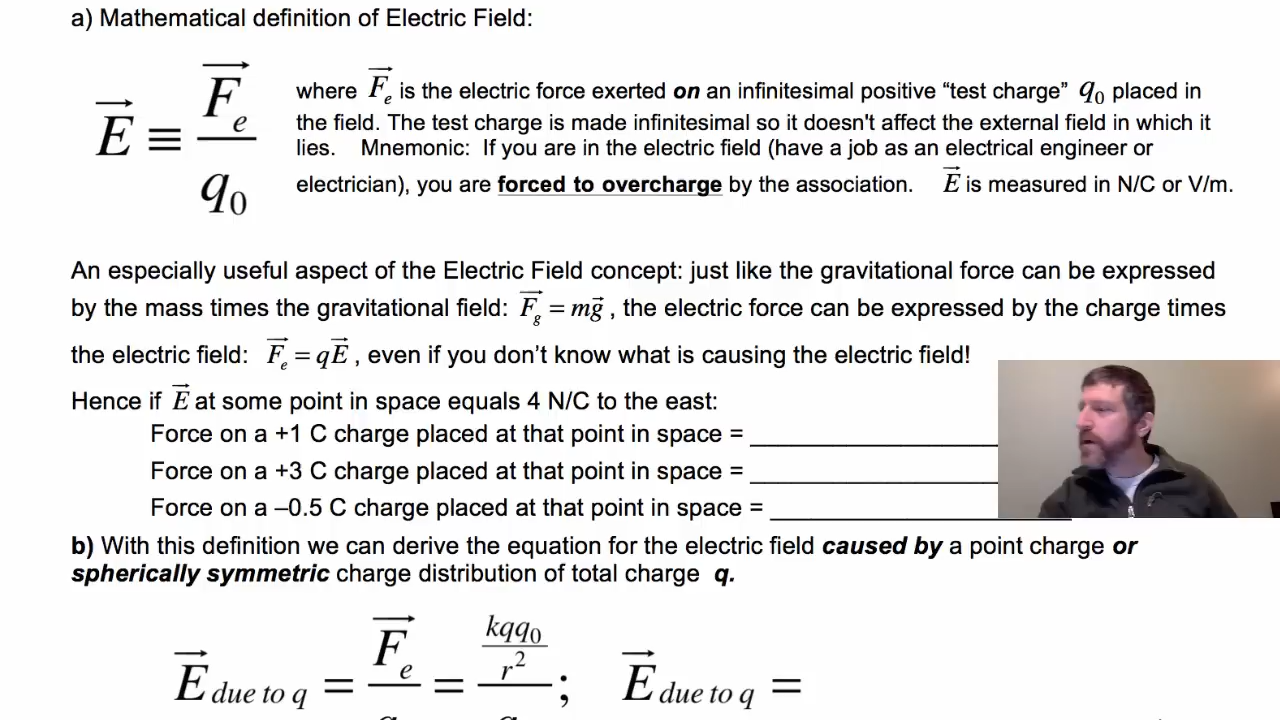 a) Mathematical definition of Electric Field:
E⃗ ≡ F⃗e / q0
where F⃗e is the electric force exerted on an infinitesimal positive “test charge” q0 placed in
the field. The test charge is made infinitesimal so it doesn't affect the external field in which it
lies. Mnemonic: If you are in the electric field (have a job as an electrical engineer or
electrician), you are forced to overcharge by the association. E⃗ is measured in N/C or V/m.
An especially useful aspect of the Electric Field concept: just like the gravitational force can be expressed
by the mass times the gravitational field: F⃗g = mg⃗ , the electric force can be expressed by the charge times
the electric field: F⃗e = qE⃗ , even if you don’t know what is causing the electric field!
Hence if E⃗ at some point in space equals 4 N/C to the east:
Force on a +1 C charge placed at that point in space = 
Force on a +3 C charge placed at that point in space = 
Force on a –0.5 C charge placed at that point in space = 
b) With this definition we can derive the equation for the electric field caused by a point charge or
spherically symmetric charge distribution of total charge q.
E⃗ due to q = F⃗e / = kqq0 / r² / ; E⃗ due to q =